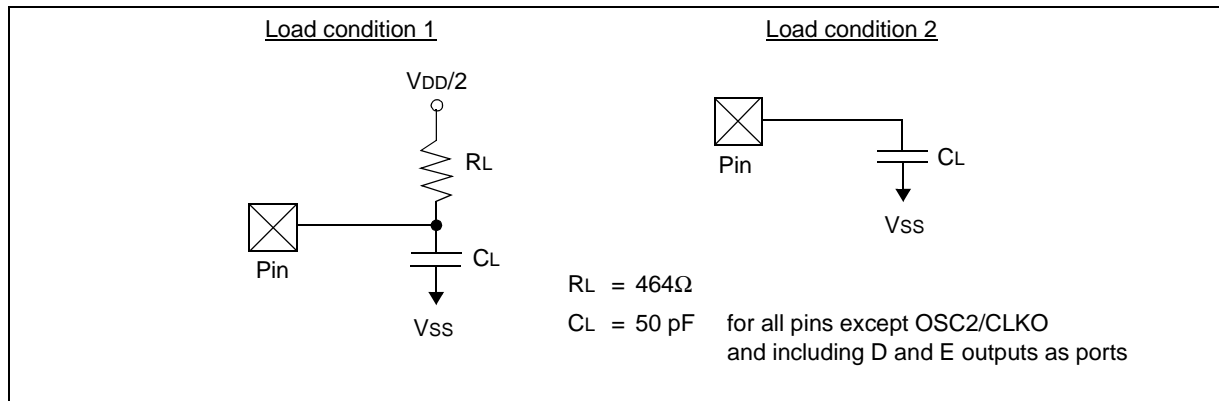 Load condition 1
VDD/2
RL
Pin
CL
VSS
Load condition 2
Pin
CL
VSS
RL = 464Ω
CL = 50 pF for all pins except OSC2/CLKO
and including D and E outputs as ports